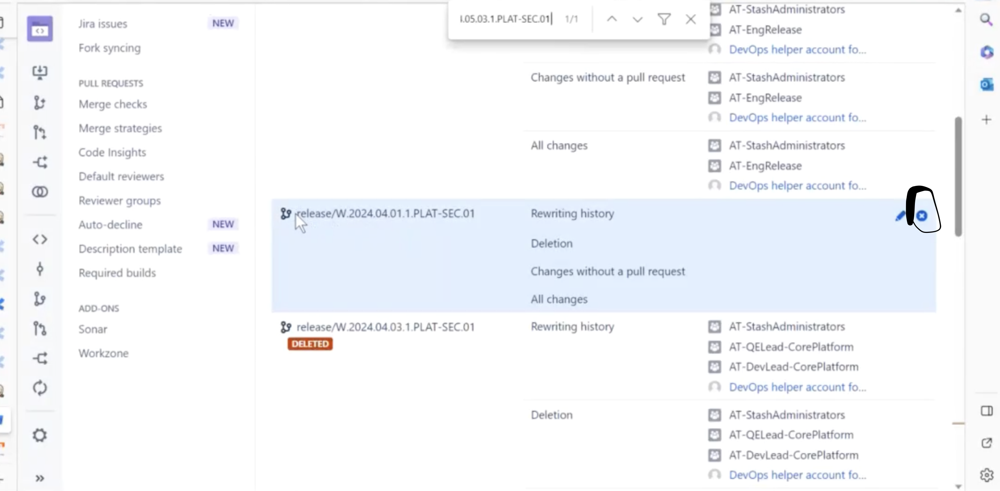 Jira issues NEW
Fork syncing
PULL REQUESTS
Merge checks
Merge strategies
Code Insights
Default reviewers
Reviewer groups
Auto-decline NEW
Description template NEW
Required builds
ADD-ONS
Sonar
Workzone
.05.03.1.PLAT-SEC.01 1/1
AT-StashAdministrators
AT-EngRelease
DevOps helper account fo...
Changes without a pull request
AT-StashAdministrators
AT-EngRelease
DevOps helper account fo...
All changes
AT-StashAdministrators
AT-EngRelease
DevOps helper account fo...
release/W.2024.04.01.1.PLAT-SEC.01
Rewriting history
Deletion
Changes without a pull request
All changes
release/W.2024.04.03.1.PLAT-SEC.01
DELETED
Rewriting history
AT-StashAdministrators
AT-QELead-CorePlatform
AT-DevLead-CorePlatform
DevOps helper account fo...
Deletion
AT-StashAdministrators
AT-QELead-CorePlatform
AT-DevLead-CorePlatform
DevOps helper account fo...